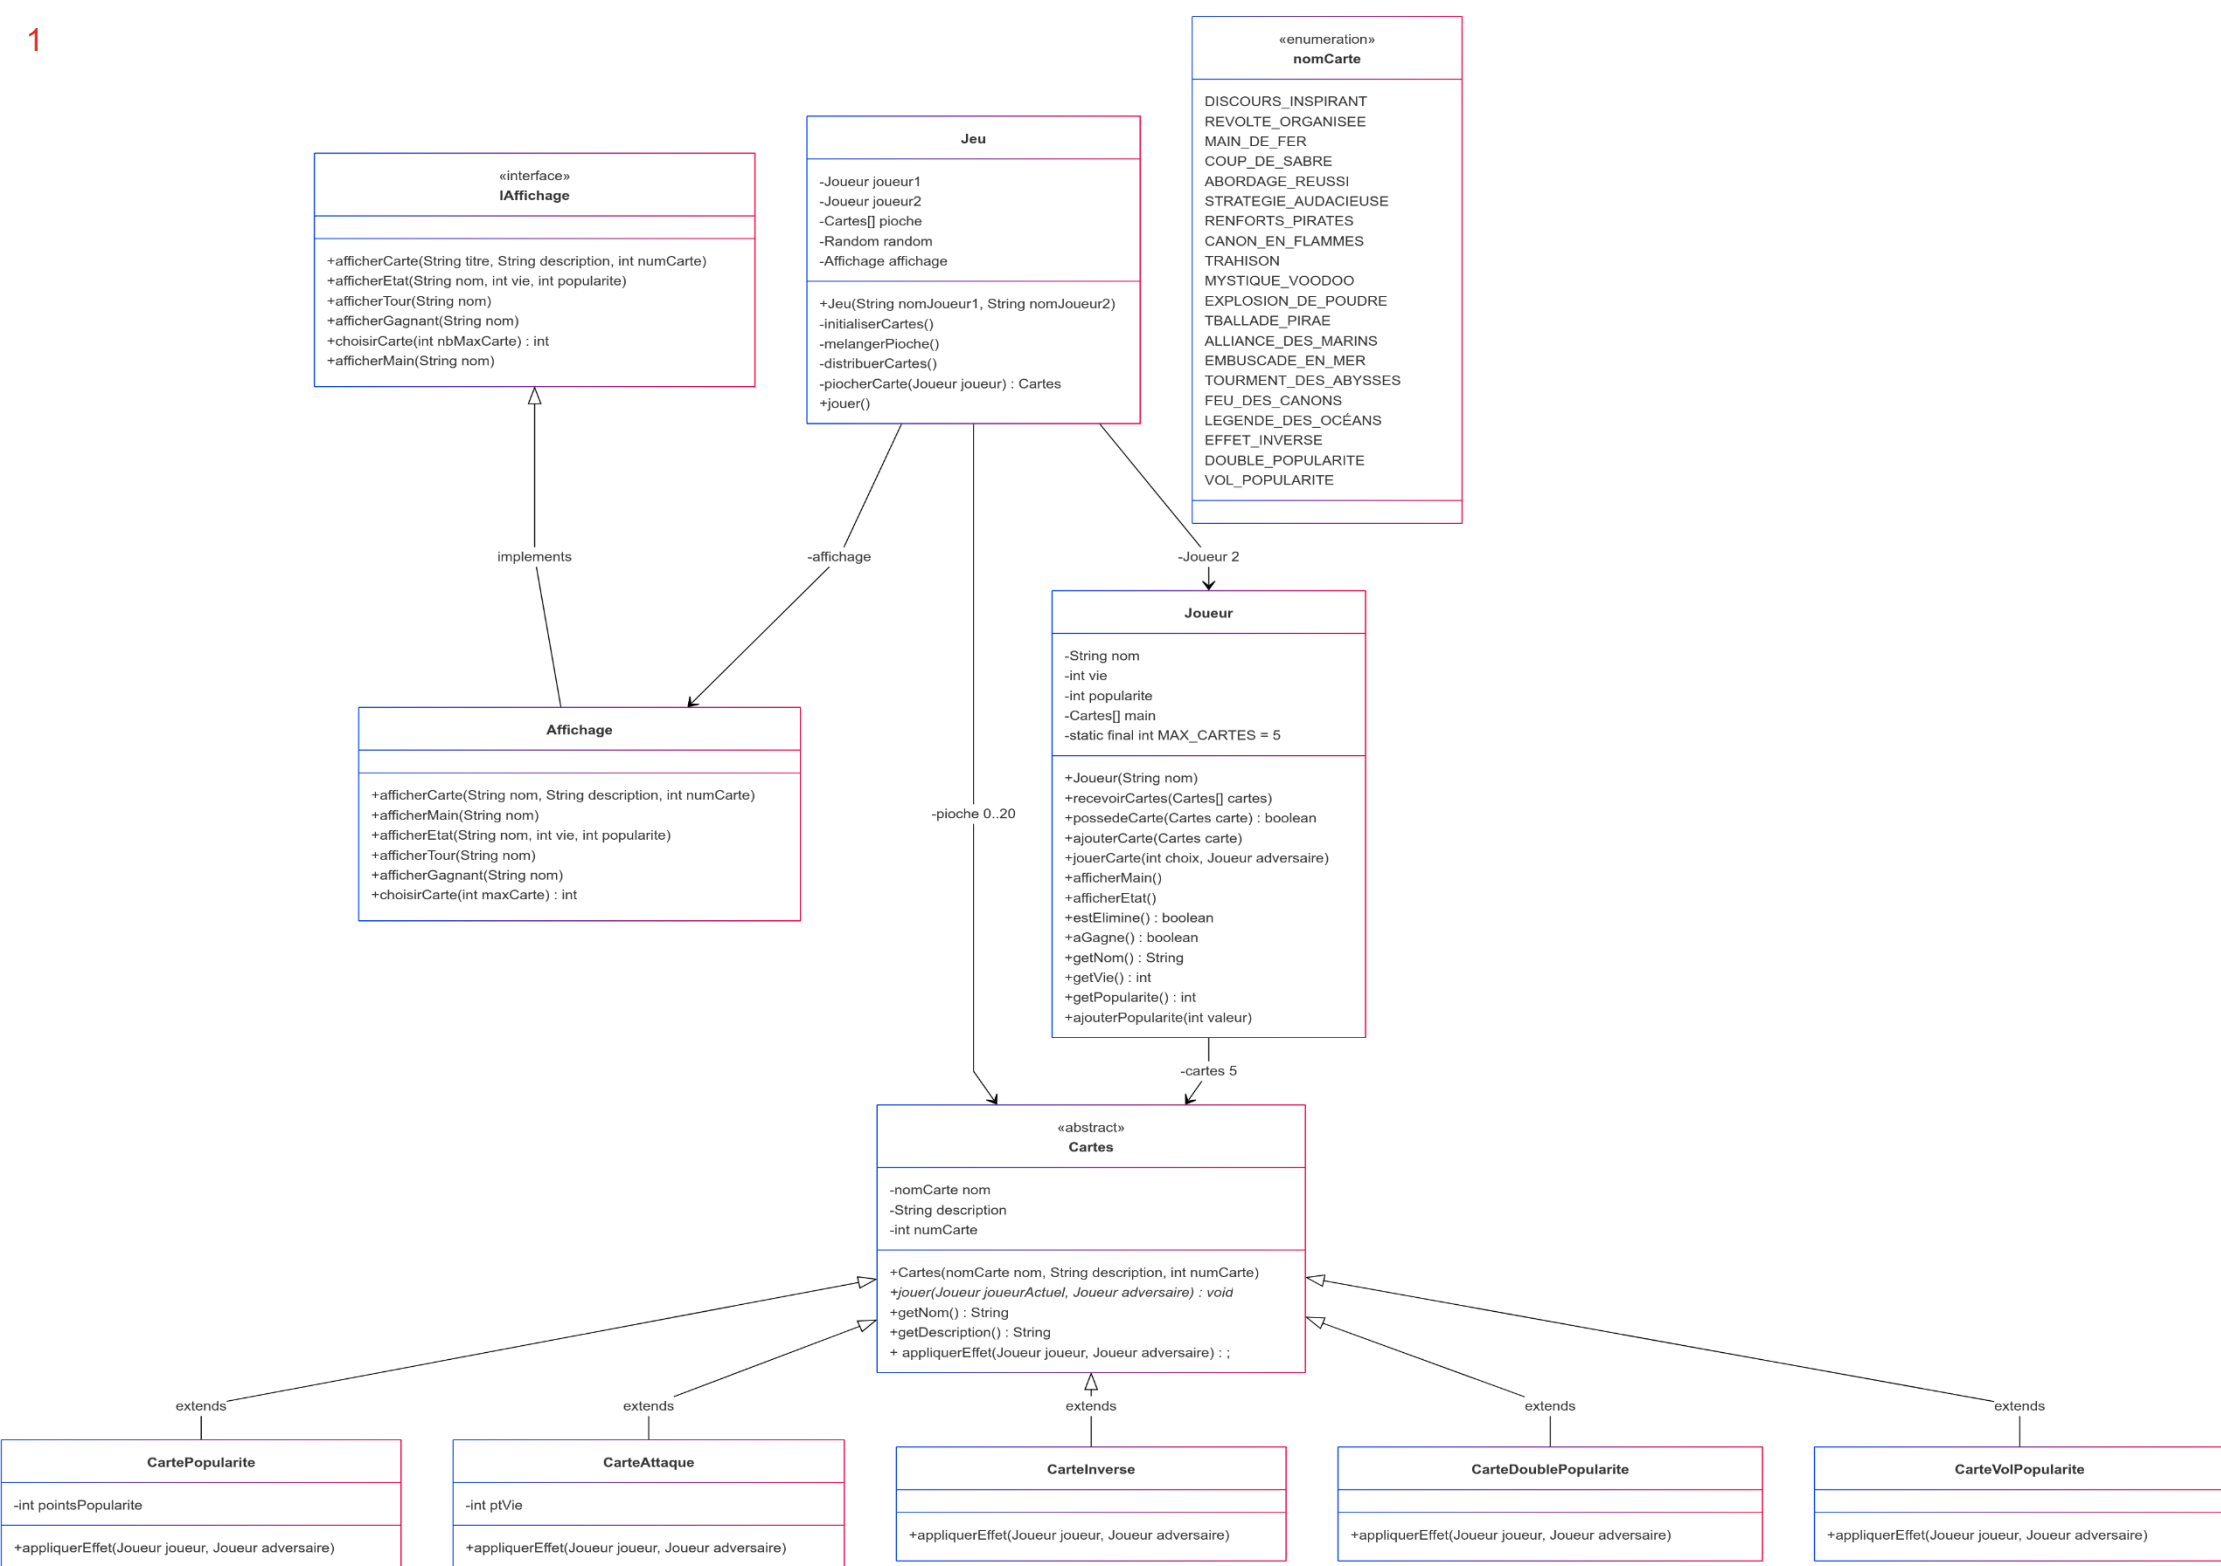 1
«enumeration»
nomCarte
DISCOURS_INSPIRANT
REVOLTE_ORGANISEE
MAIN_DE_FER
COUP_DE_SABRE
ABORDAGE_REUSSI
STRATEGIE_AUDACIEUSE
RENFORTS_PIRATES
CANON_EN_FLAMMES
TRAHISON
MYSTIQUE_VOODOO
EXPLOSION_DE_POUDRE
TBALLADE_PIRAE
ALLIANCE_DES_MARINS
EMBUSCADE_EN_MER
TOURMENT_DES_ABYSSES
FEU_DES_CANONS
LEGENDE_DES_OCÉANS
EFFET_INVERSE
DOUBLE_POPULARITE
VOL_POPULARITE
Jeu
-Joueur joueur1
-Joueur joueur2
-Cartes[] pioche
-Random random
-Affichage affichage
+Jeu(String nomJoueur1, String nomJoueur2)
-initialiserCartes()
-melangerPioche()
-distribuerCartes()
-piocherCarte(Joueur joueur) : Cartes
+jouer()
«interface»
IAffichage
+afficherCarte(String titre, String description, int numCarte)
+afficherEtat(String nom, int vie, int popularite)
+afficherTour(String nom)
+afficherGagnant(String nom)
+choisirCarte(int nbMaxCarte) : int
+afficherMain(String nom)
implements
-affichage
-Joueur 2
Joueur
-String nom
-int vie
-int popularite
-Cartes[] main
-static final int MAX_CARTES = 5
+Joueur(String nom)
+recevoirCartes(Cartes[] cartes)
+possedeCarte(Cartes carte) : boolean
+ajouterCarte(Cartes carte)
+jouerCarte(int choix, Joueur adversaire)
+afficherMain()
+afficherEtat()
+estElimine() : boolean
+aGagne() : boolean
+getNom() : String
+getVie() : int
+getPopularite() : int
+ajouterPopularite(int valeur)
Affichage
+afficherCarte(String nom, String description, int numCarte)
+afficherMain(String nom)
+afficherEtat(String nom, int vie, int popularite)
+afficherTour(String nom)
+afficherGagnant(String nom)
+choisirCarte(int maxCarte) : int
-pioche 0..20
-cartes 5
«abstract»
Cartes
-nomCarte nom
-String description
-int numCarte
+Cartes(nomCarte nom, String description, int numCarte)
+jouer(Joueur joueurActuel, Joueur adversaire) : void
+getNom() : String
+getDescription() : String
+ appliquerEffet(Joueur joueur, Joueur adversaire) : ;
extends
extends
extends
extends
extends
CartePopularite
-int pointsPopularite
+appliquerEffet(Joueur joueur, Joueur adversaire)
CarteAttaque
-int ptVie
+appliquerEffet(Joueur joueur, Joueur adversaire)
CarteInverse
+appliquerEffet(Joueur joueur, Joueur adversaire)
CarteDoublePopularite
+appliquerEffet(Joueur joueur, Joueur adversaire)
CarteVolPopularite
+appliquerEffet(Joueur joueur, Joueur adversaire)